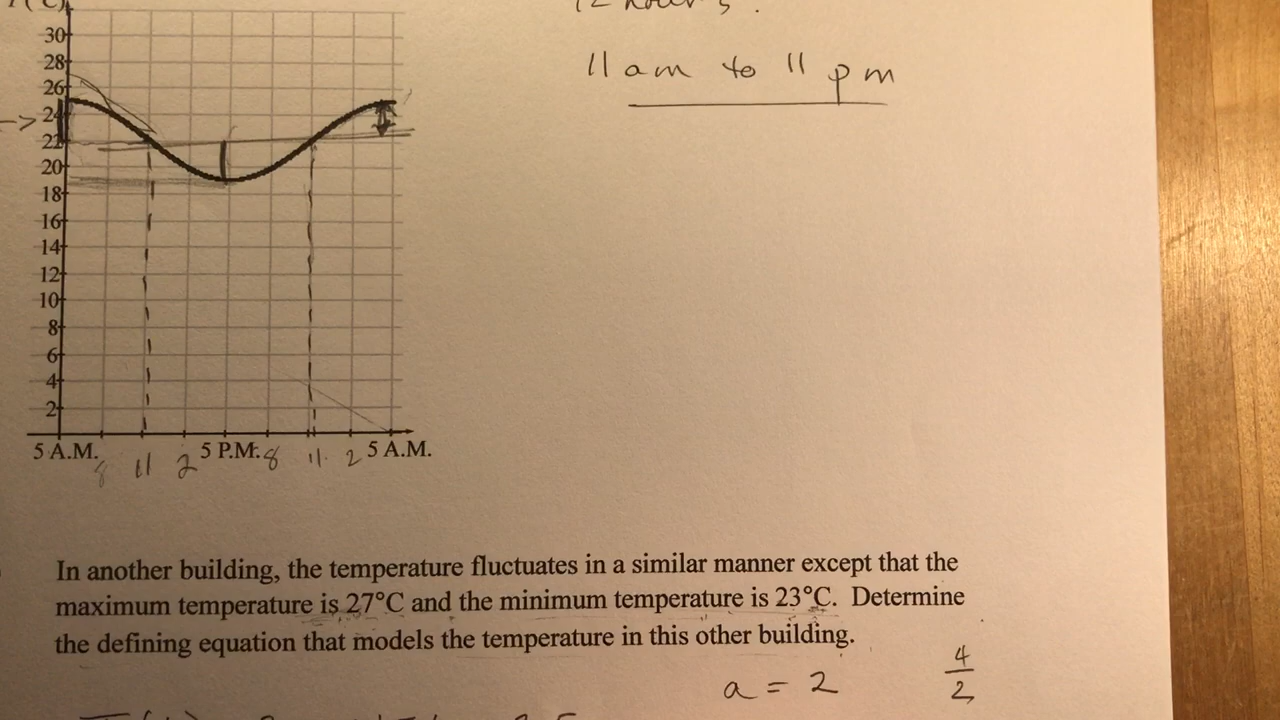 12 hours.
30
11 am to 11 pm
28
26
24
22
20
18
16
14
12
10
8
6
4
2
5 A.M. 5 P.M. 5 A.M.
8 11 2 8 11 2
In another building, the temperature fluctuates in a similar manner except that the
maximum temperature is 27°C and the minimum temperature is 23°C. Determine
the defining equation that models the temperature in this other building.
a = 2
4
2